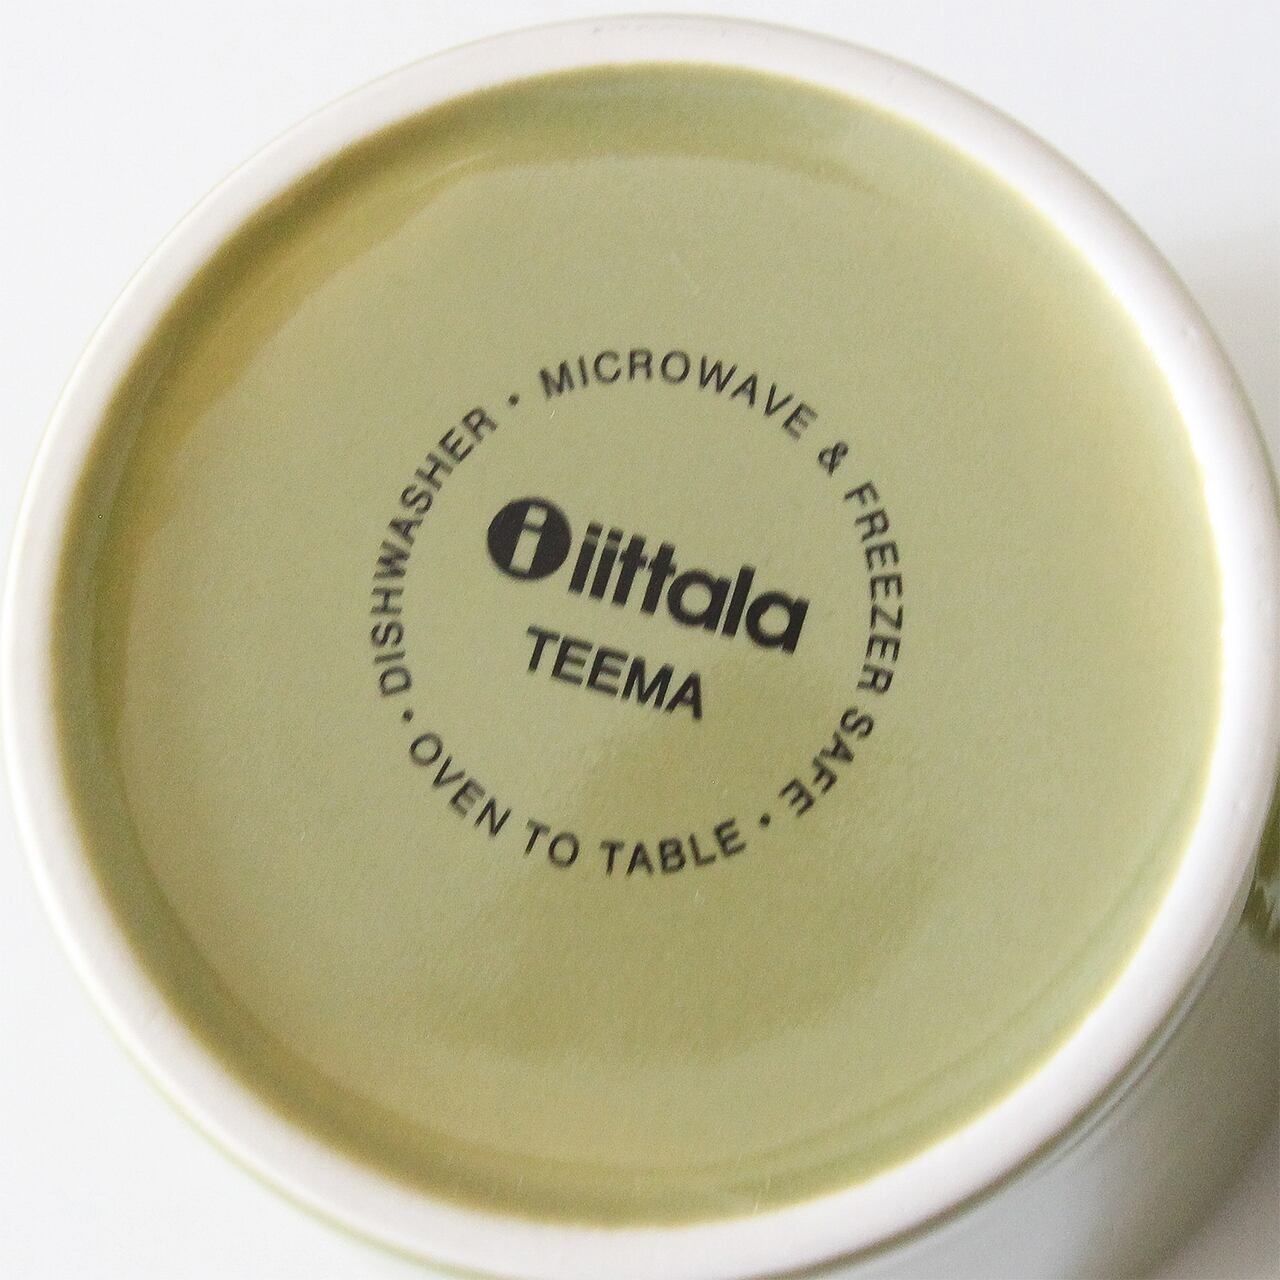 DISHWASHER · MICROWAVE & FREEZER SAFE · OVEN TO TABLE ·
i iittala
TEEMA